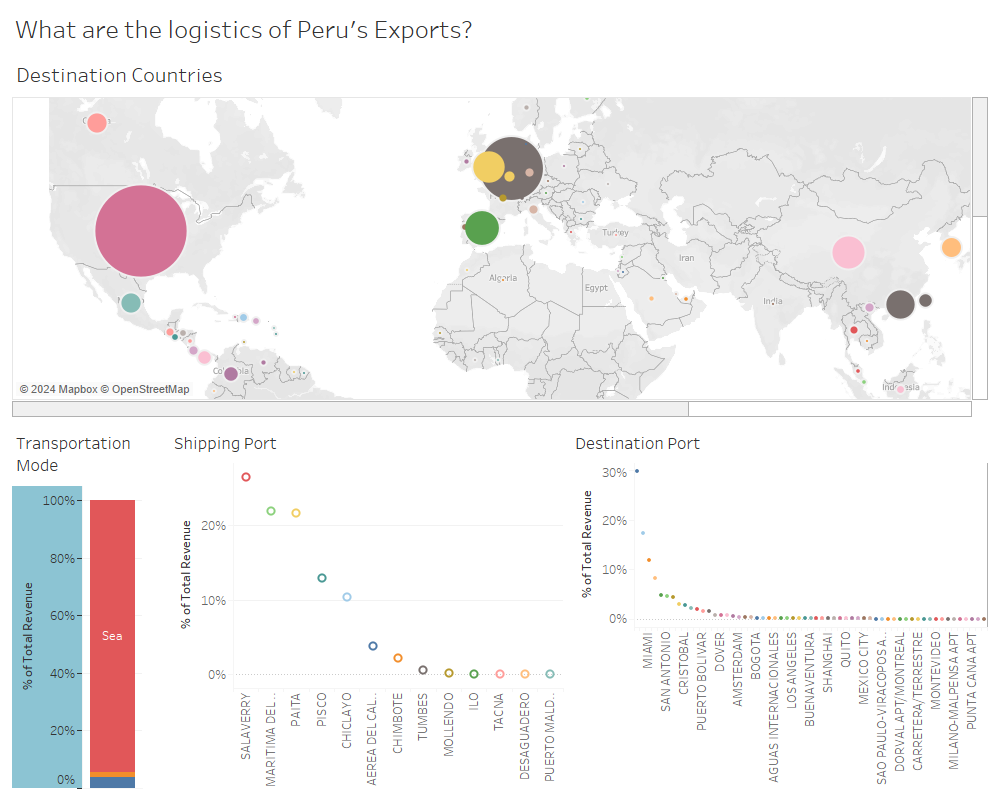 What are the logistics of Peru's Exports?
Destination Countries
Turkey
Iran
Algeria
Egypt
India
© 2024 Mapbox © OpenStreetMap
Transportation
Mode
Shipping Port
Destination Port
% of Total Revenue
100%
80%
60%
40%
20%
0%
Sea
% of Total Revenue
20%
10%
0%
SALAVERRY
MARITIMA DEL ..
PAITA
PISCO
CHICLAYO
AEREA DEL CAL..
CHIMBOTE
TUMBES
MOLLENDO
ILO
TACNA
DESAGUADERO
PUERTO MALD..
% of Total Revenue
30%
20%
10%
0%
MIAMI
SAN ANTONIO
CRISTOBAL
PUERTO BOLIVAR
DOVER
AMSTERDAM
BOGOTA
AGUAS INTERNACIONALES
LOS ANGELES
BUENAVENTURA
SHANGHAI
QUITO
MEXICO CITY
SAO PAULO-VIRACOPOS A..
DORVAL APT/MONTREAL
CARRETERA/TERRESTRE
MONTEVIDEO
MILANO-MALPENSA APT
PUNTA CANA APT